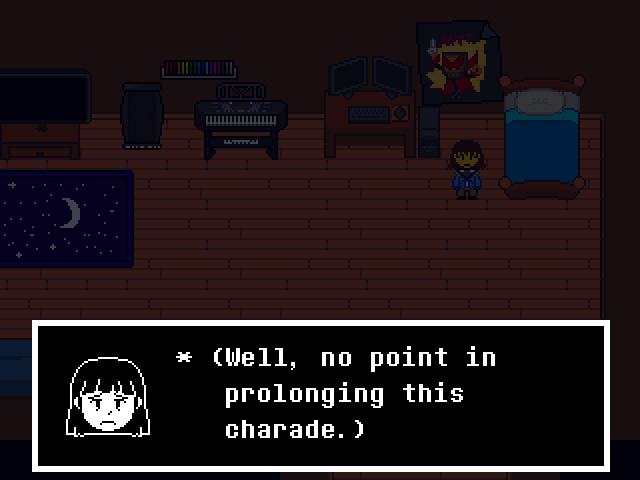 * (Well, no point in
prolonging this
charade.)